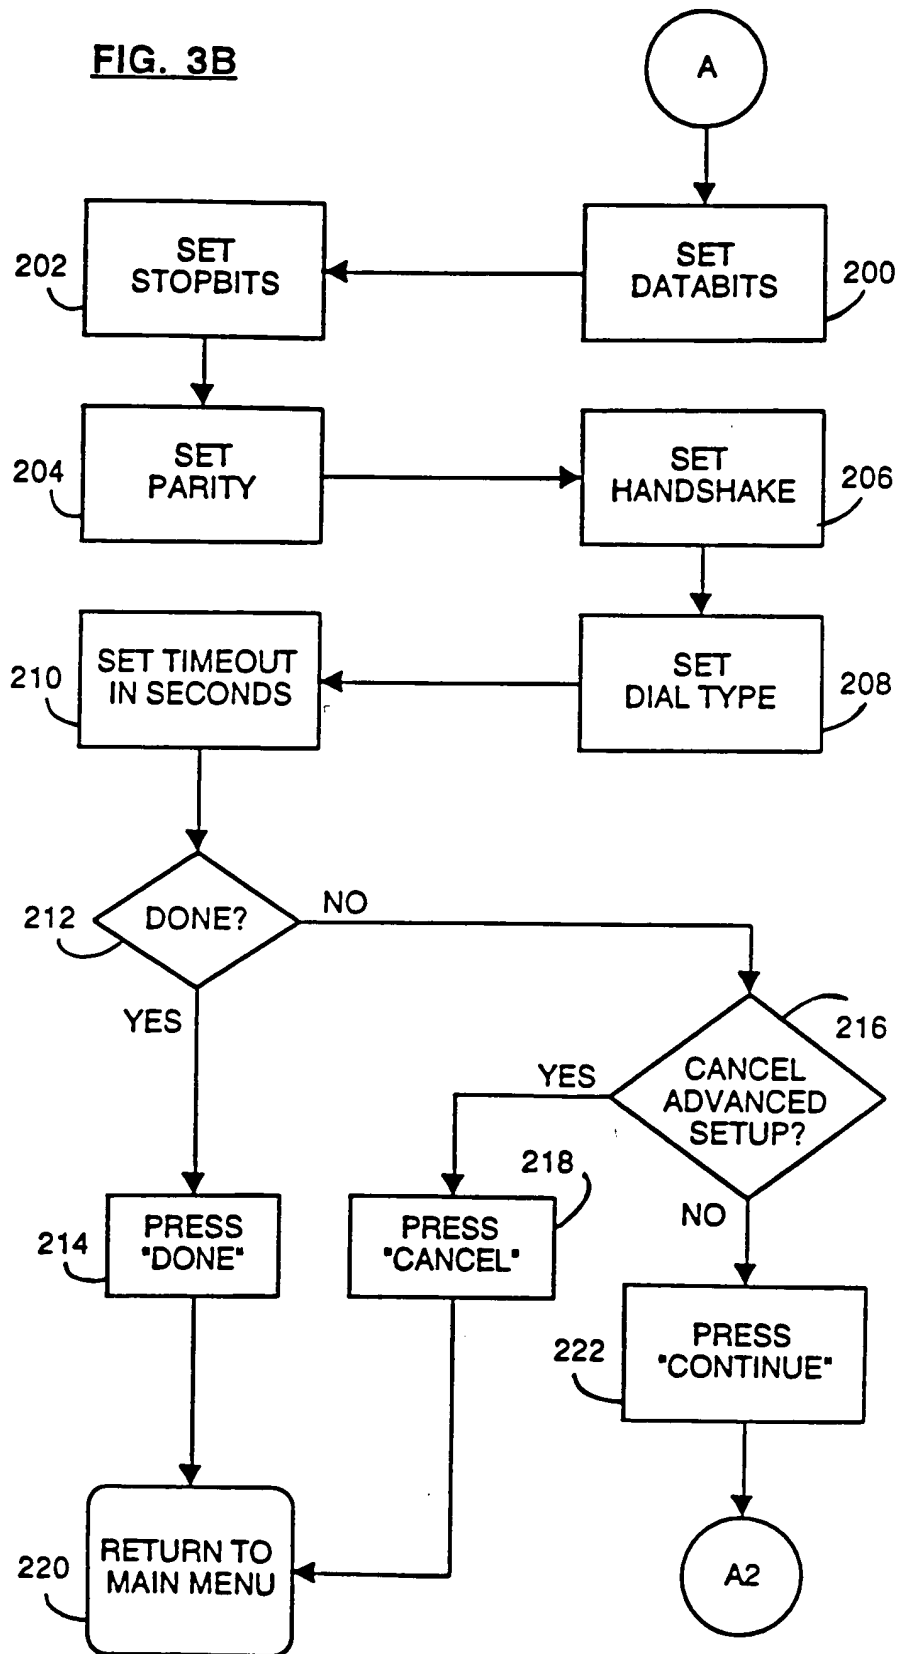 FIG. 3B
A
SET
DATABITS
200
SET
STOPBITS
202
SET
PARITY
204
SET
HANDSHAKE
206
SET
DIAL TYPE
208
SET TIMEOUT
IN SECONDS
210
DONE?
212
NO
YES
216
CANCEL
ADVANCED
SETUP?
YES
NO
PRESS
"DONE"
214
PRESS
"CANCEL"
218
PRESS
"CONTINUE"
222
RETURN TO
MAIN MENU
220
A2